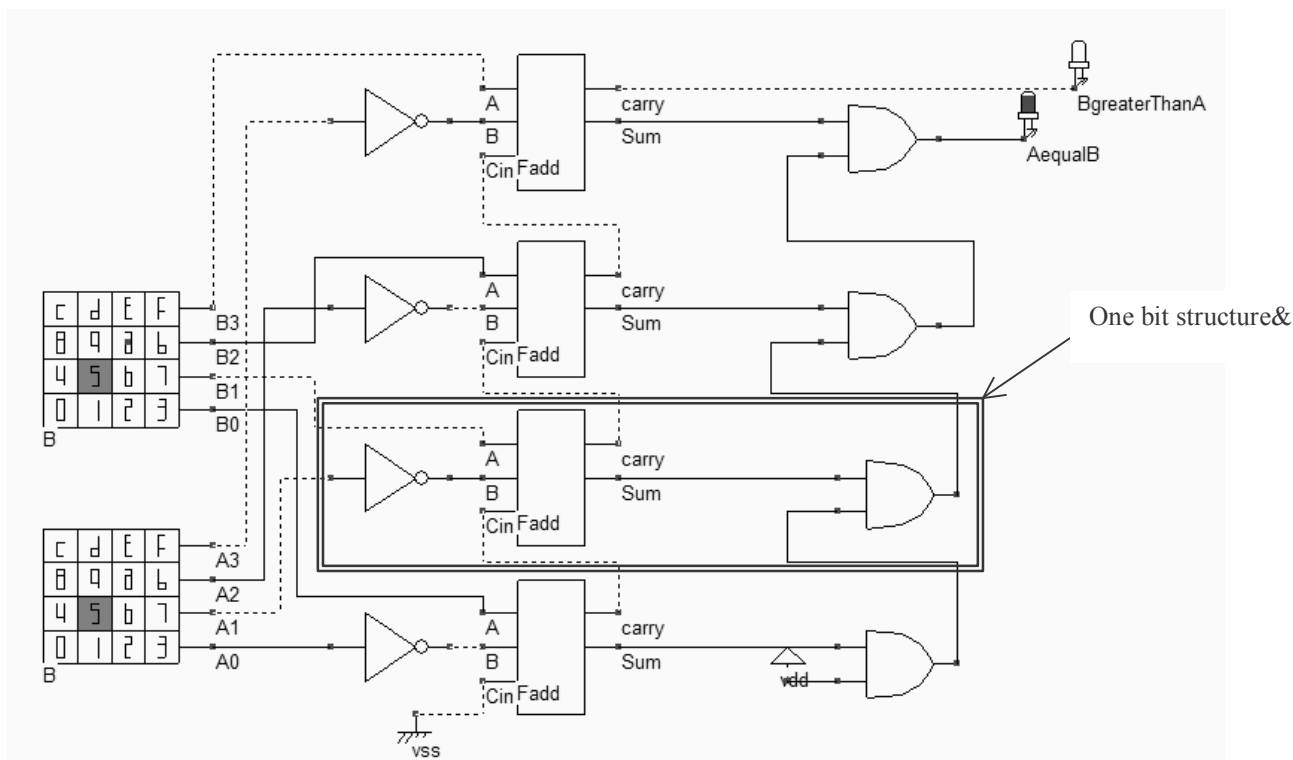 BgreaterThanA
AequalB
A
B
Cin
Fadd
carry
Sum
A
B
Cin
Fadd
carry
Sum
One bit structure&
c d E F
8 9 a b
4 5 6 7
0 1 2 3
B
B3
B2
B1
B0
A
B
Cin
Fadd
carry
Sum
c d E F
8 9 a b
4 5 6 7
0 1 2 3
B
A3
A2
A1
A0
A
B
Cin
Fadd
carry
Sum
vdd
vss